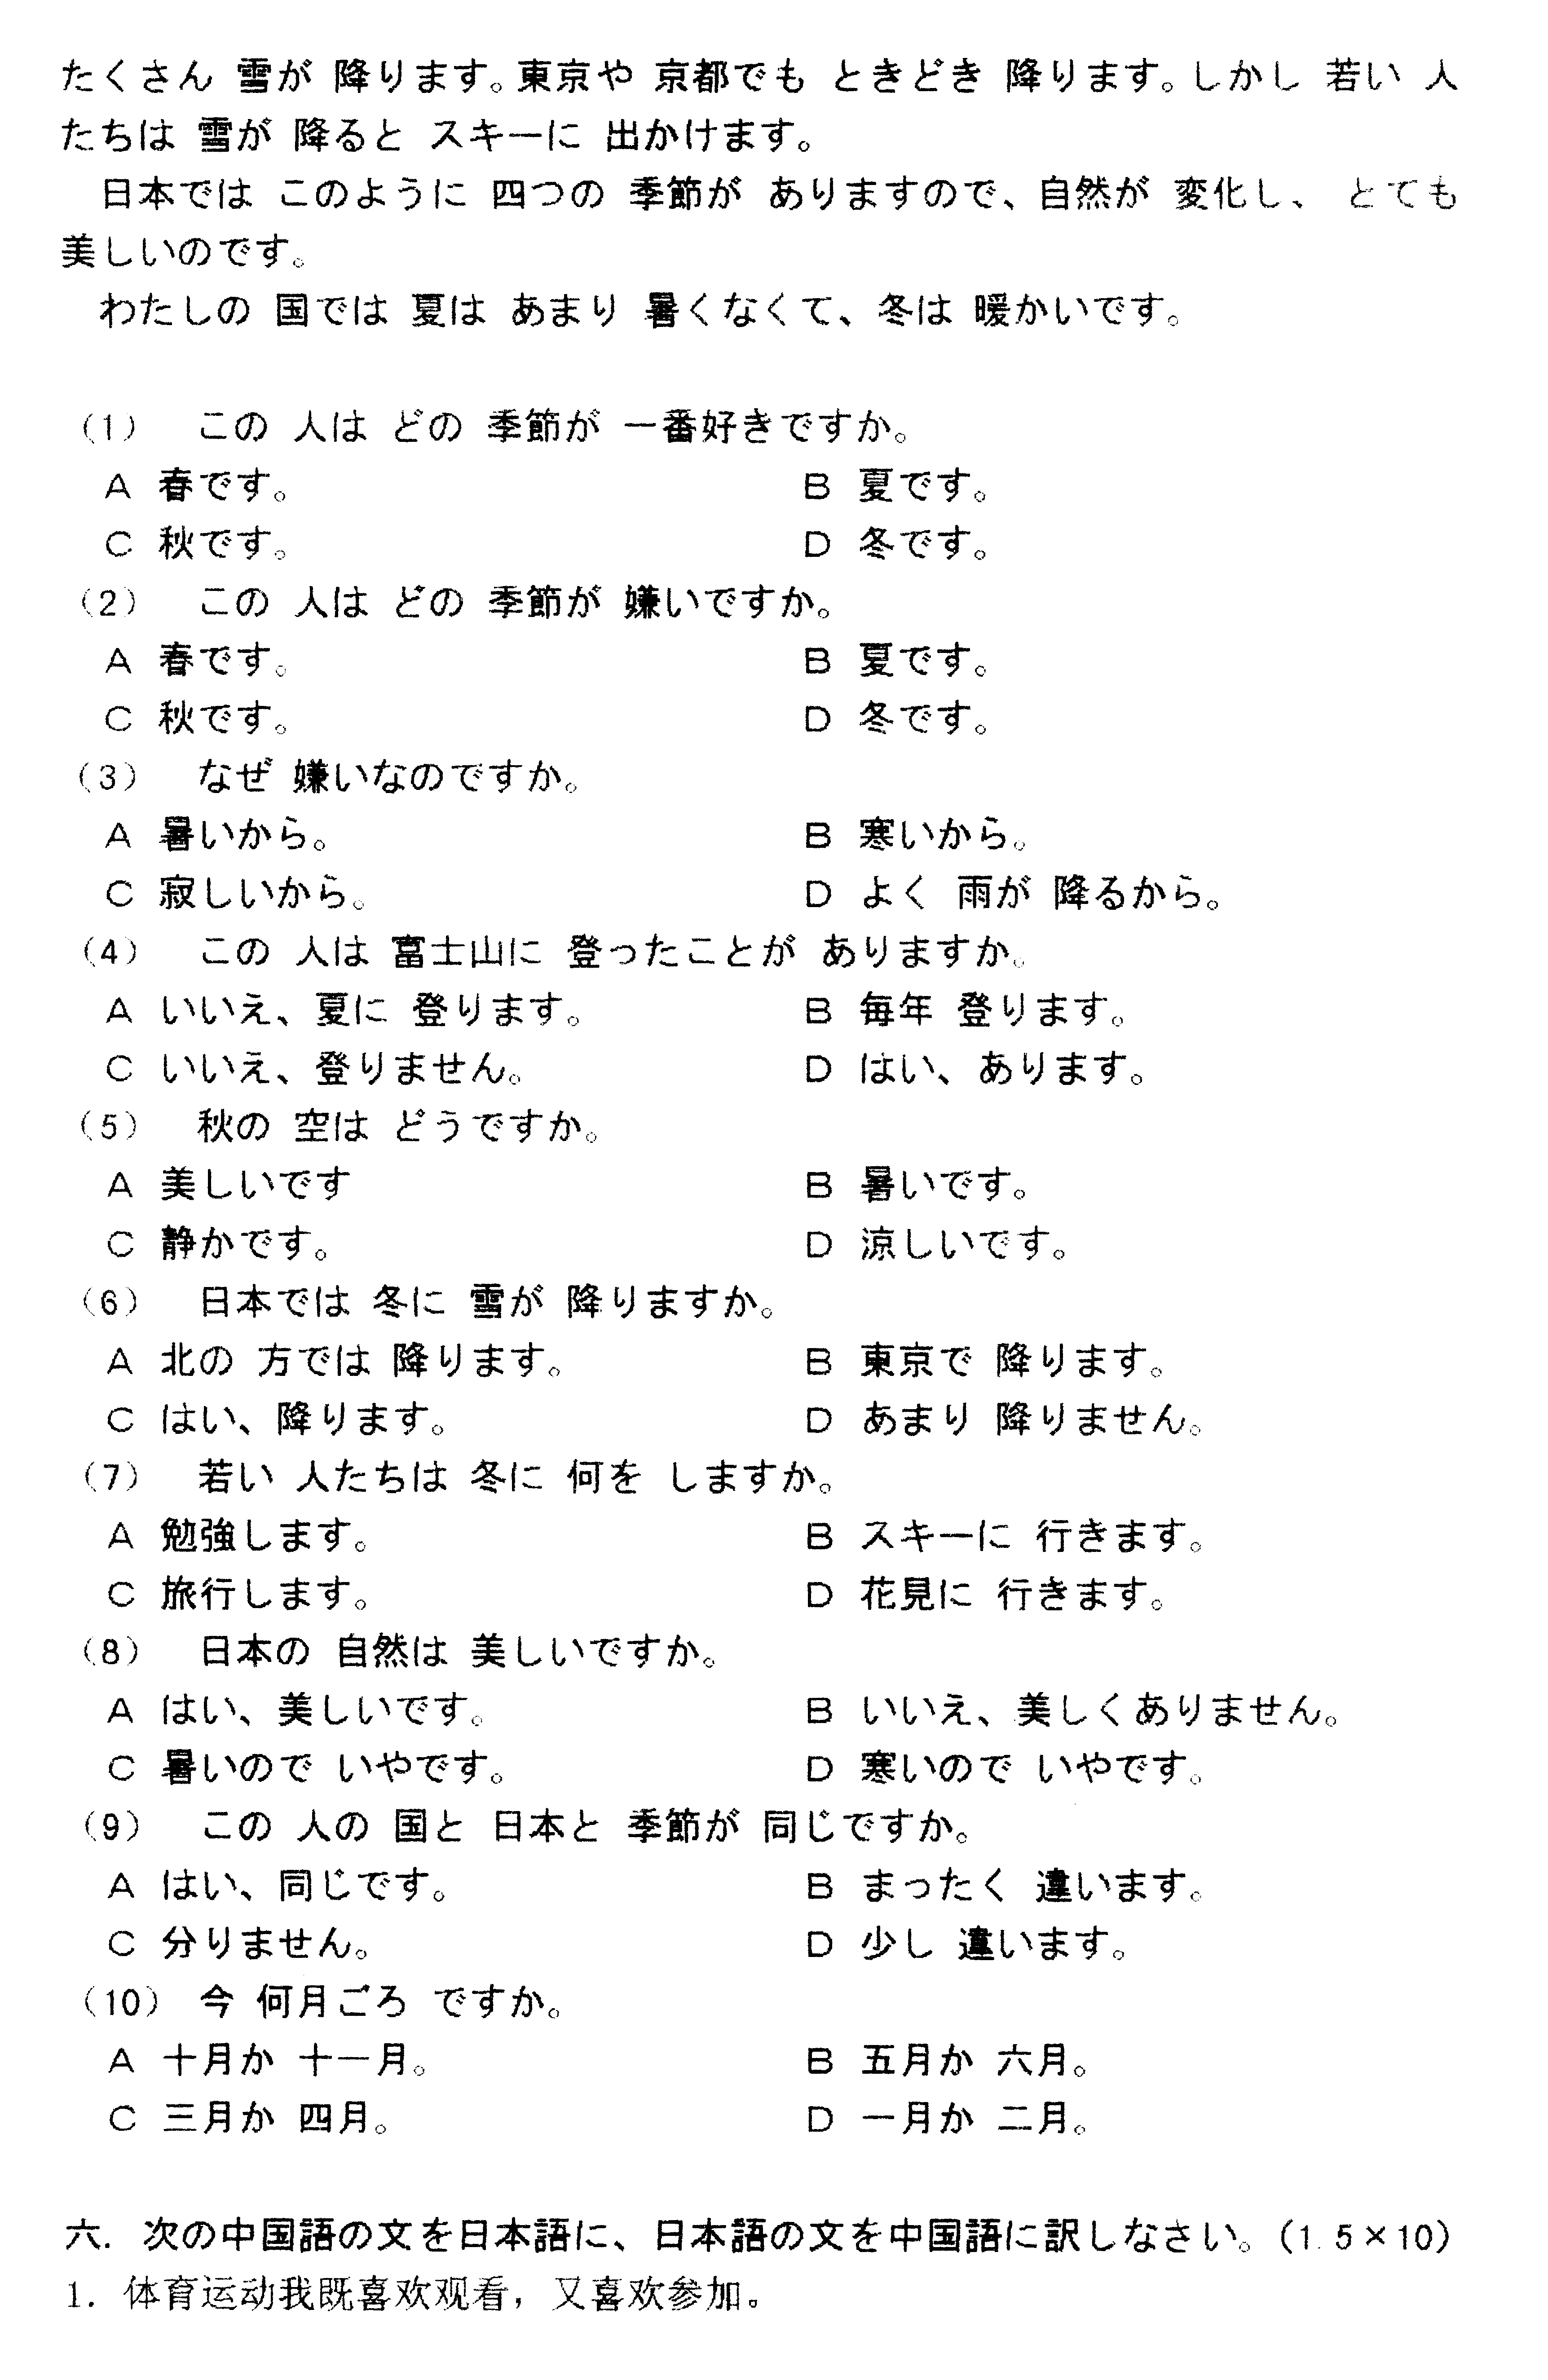 たくさん 雪が 降ります。東京や 京都でも ときどき 降ります。しかし 若い 人
たちは 雪が 降ると スキーに 出かけます。
日本では このように 四つの 季節が ありますので、自然が 変化し、 とても
美しいのです。
わたしの 国では 夏は あまり 暑くなくて、冬は 暖かいです。
(1) この 人は どの 季節が 一番好きですか。
A 春です。 B 夏です。
C 秋です。 D 冬です。
(2) この 人は どの 季節が 嫌いですか。
A 春です。 B 夏です。
C 秋です。 D 冬です。
(3) なぜ 嫌いなのですか。
A 暑いから。 B 寒いから。
C 寂しいから。 D よく 雨が 降るから。
(4) この 人は 富士山に 登ったことが ありますか。
A いいえ、夏に 登ります。 B 毎年 登ります。
C いいえ、登りません。 D はい、あります。
(5) 秋の 空は どうですか。
A 美しいです B 暑いです。
C 静かです。 D 涼しいです。
(6) 日本では 冬に 雪が 降りますか。
A 北の 方では 降ります。 B 東京で 降ります。
C はい、降ります。 D あまり 降りません。
(7) 若い 人たちは 冬に 何を しますか。
A 勉強します。 B スキーに 行きます。
C 旅行します。 D 花見に 行きます。
(8) 日本の 自然は 美しいですか。
A はい、美しいです。 B いいえ、美しくありません。
C 暑いので いやです。 D 寒いので いやです。
(9) この 人の 国と 日本と 季節が 同じですか。
A はい、同じです。 B まったく 違います。
C 分りません。 D 少し 違います。
(10) 今 何月ごろ ですか。
A 十月か 十一月。 B 五月か 六月。
C 三月か 四月。 D 一月か 二月。
六. 次の中国語の文を日本語に、日本語の文を中国語に訳しなさい。(1.5×10)
1. 体育运动我既喜欢观看，又喜欢参加。